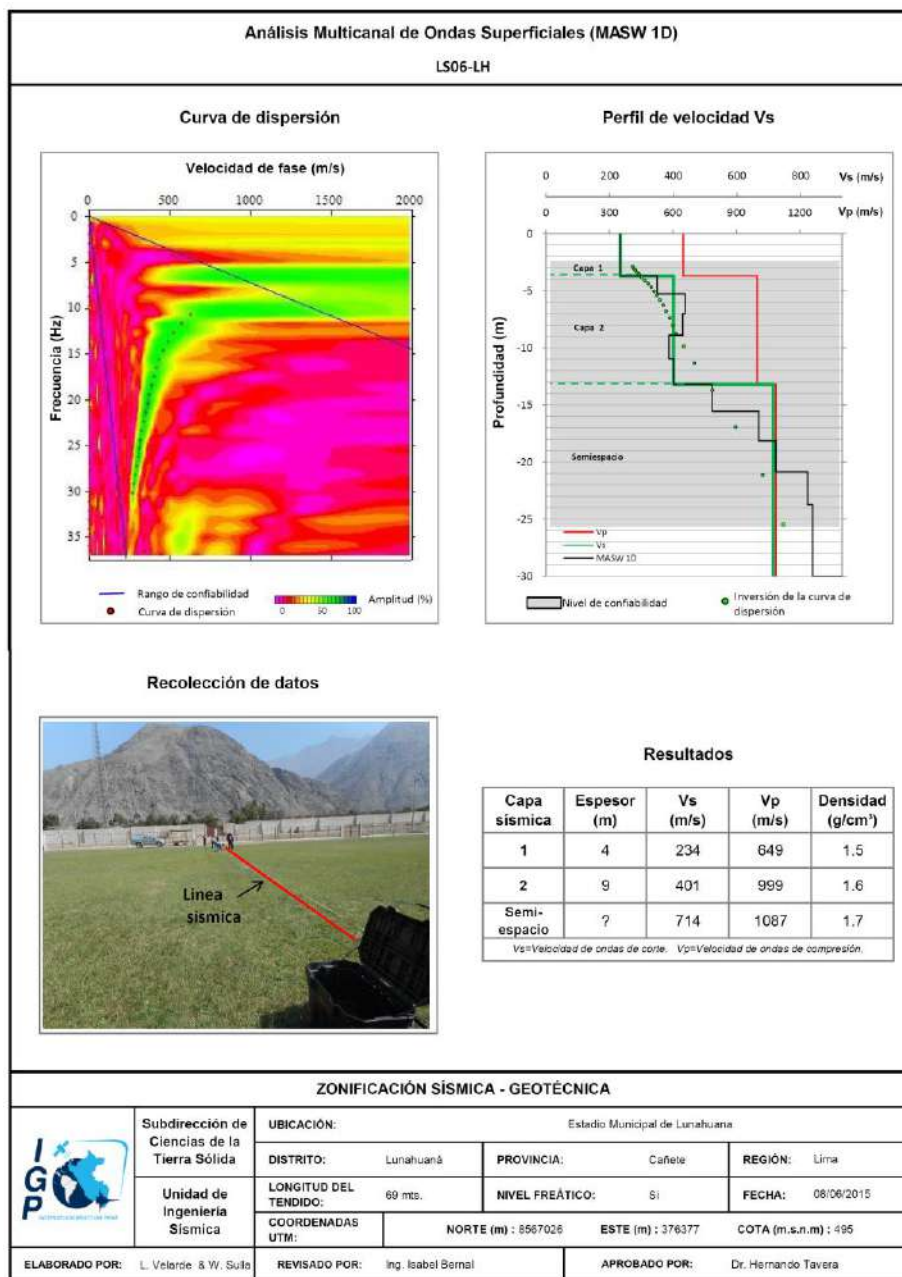 Análisis Multicanal de Ondas Superficiales (MASW 1D)
LS06-LH
Curva de dispersión
Velocidad de fase (m/s)
0 500 1000 1500 2000
Frecuencia (Hz)
0
5
10
15
20
25
30
35
Rango de confiabilidad
Curva de dispersión
Amplitud (%)
0 50 100
Perfil de velocidad Vs
0 200 400 600 800 Vs (m/s)
0 300 600 900 1200 Vp (m/s)
Profundidad (m)
0
-5
-10
-15
-20
-25
-30
Capa 1
Capa 2
Semiespacio
Vp
Vs
MASW 1D
Nivel de confiabilidad
Inversión de la curva de
dispersión
Recolección de datos
Linea
sísmica
Resultados
Capa sísmica Espesor (m) Vs (m/s) Vp (m/s) Densidad (g/cm³)
1 4 234 649 1.5
2 9 401 999 1.6
Semi-espacio ? 714 1087 1.7
Vs=Velocidad de ondas de corte. Vp=Velocidad de ondas de compresión.
ZONIFICACIÓN SÍSMICA - GEOTÉCNICA
IGP
Subdirección de
Ciencias de la
Tierra Sólida
UBICACIÓN: Estadio Municipal de Lunahuana
DISTRITO: Lunahuaná PROVINCIA: Cañete REGIÓN: Lima
Unidad de
Ingeniería
Sísmica
LONGITUD DEL TENDIDO: 69 mts. NIVEL FREÁTICO: Si FECHA: 08/06/2015
COORDENADAS UTM: NORTE (m) : 8567026 ESTE (m) : 376377 COTA (m.s.n.m) : 495
ELABORADO POR: L. Velarde & W. Sulla REVISADO POR: Ing. Isabel Bernal APROBADO POR: Dr. Hernando Tavera